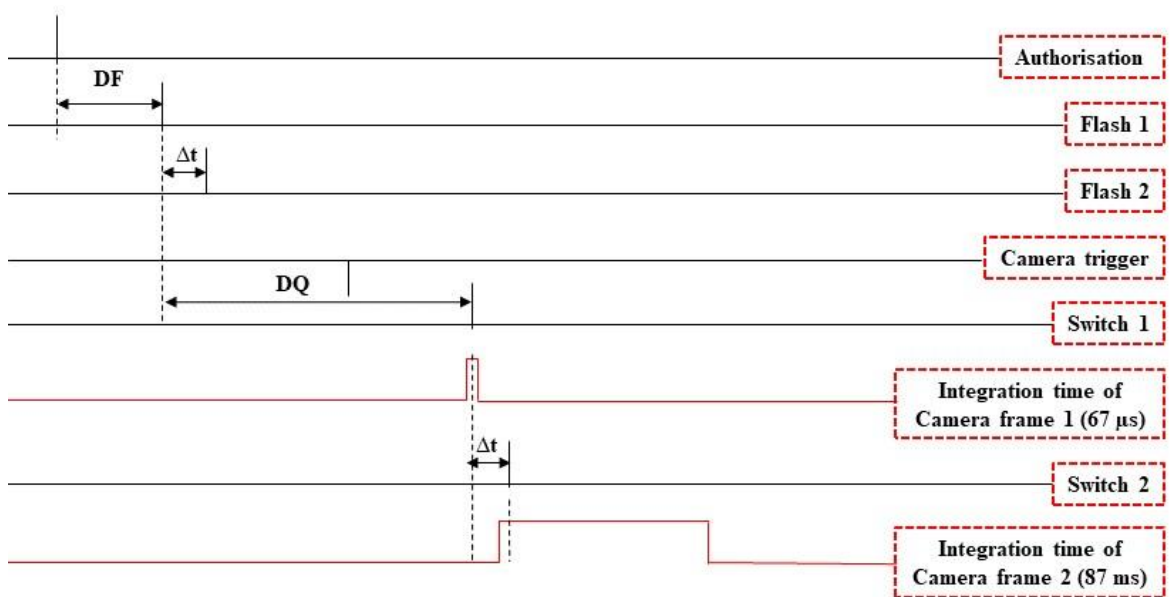 Authorisation
DF
Flash 1
Δt
Flash 2
Camera trigger
DQ
Switch 1
Integration time of
Camera frame 1 (67 µs)
Δt
Switch 2
Integration time of
Camera frame 2 (87 ms)